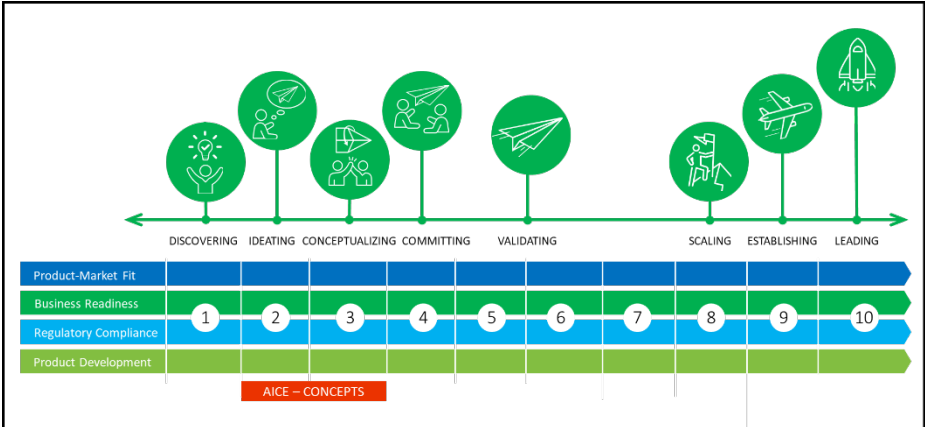 DISCOVERING IDEATING CONCEPTUALIZING COMMITTING VALIDATING SCALING ESTABLISHING LEADING
Product-Market Fit
Business Readiness
1 2 3 4 5 6 7 8 9 10
Regulatory Compliance
Product Development
AICE – CONCEPTS